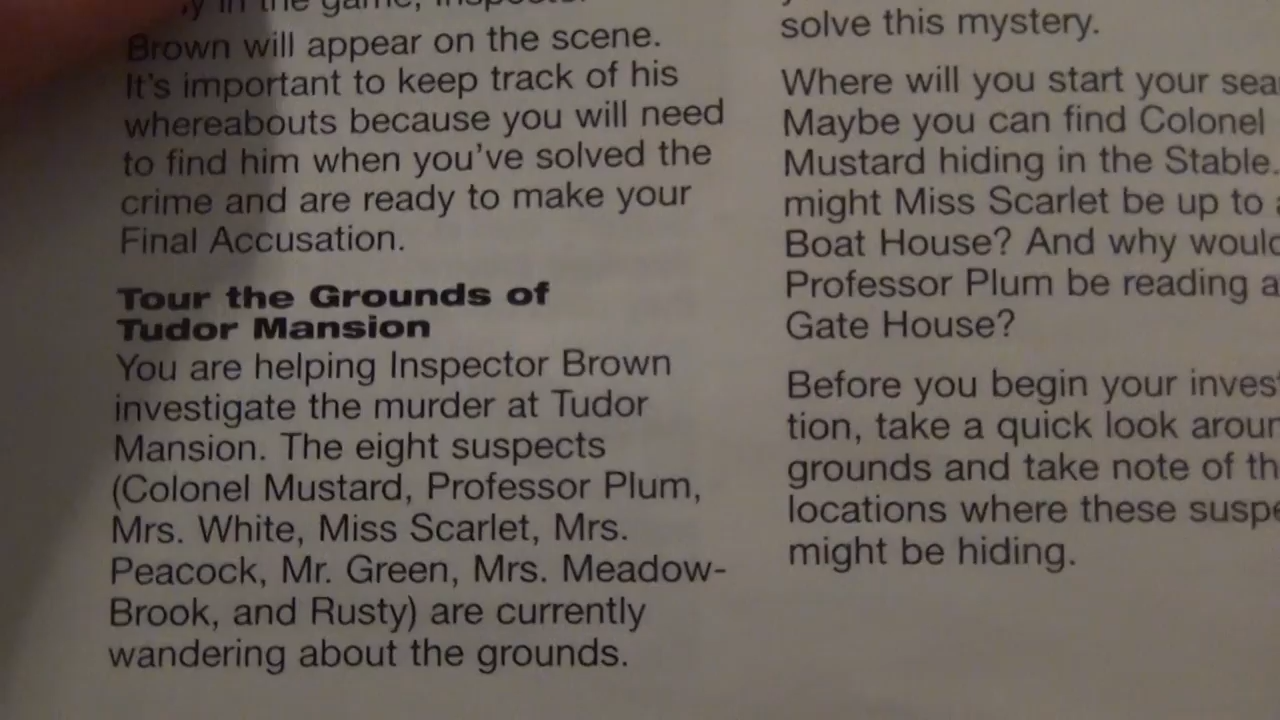 in the game,
Brown will appear on the scene.
It's important to keep track of his
whereabouts because you will need
to find him when you've solved the
crime and are ready to make your
Final Accusation.
Tour the Grounds of
Tudor Mansion
You are helping Inspector Brown
investigate the murder at Tudor
Mansion. The eight suspects
(Colonel Mustard, Professor Plum,
Mrs. White, Miss Scarlet, Mrs.
Peacock, Mr. Green, Mrs. Meadow-
Brook, and Rusty) are currently
wandering about the grounds.
solve this mystery.
Where will you start your
Maybe you can find Colonel
Mustard hiding in the Stable.
might Miss Scarlet be up to
Boat House? And why
Professor Plum be reading
Gate House?
Before you begin your
tion, take a quick look
grounds and take note of
locations where these
might be hiding.